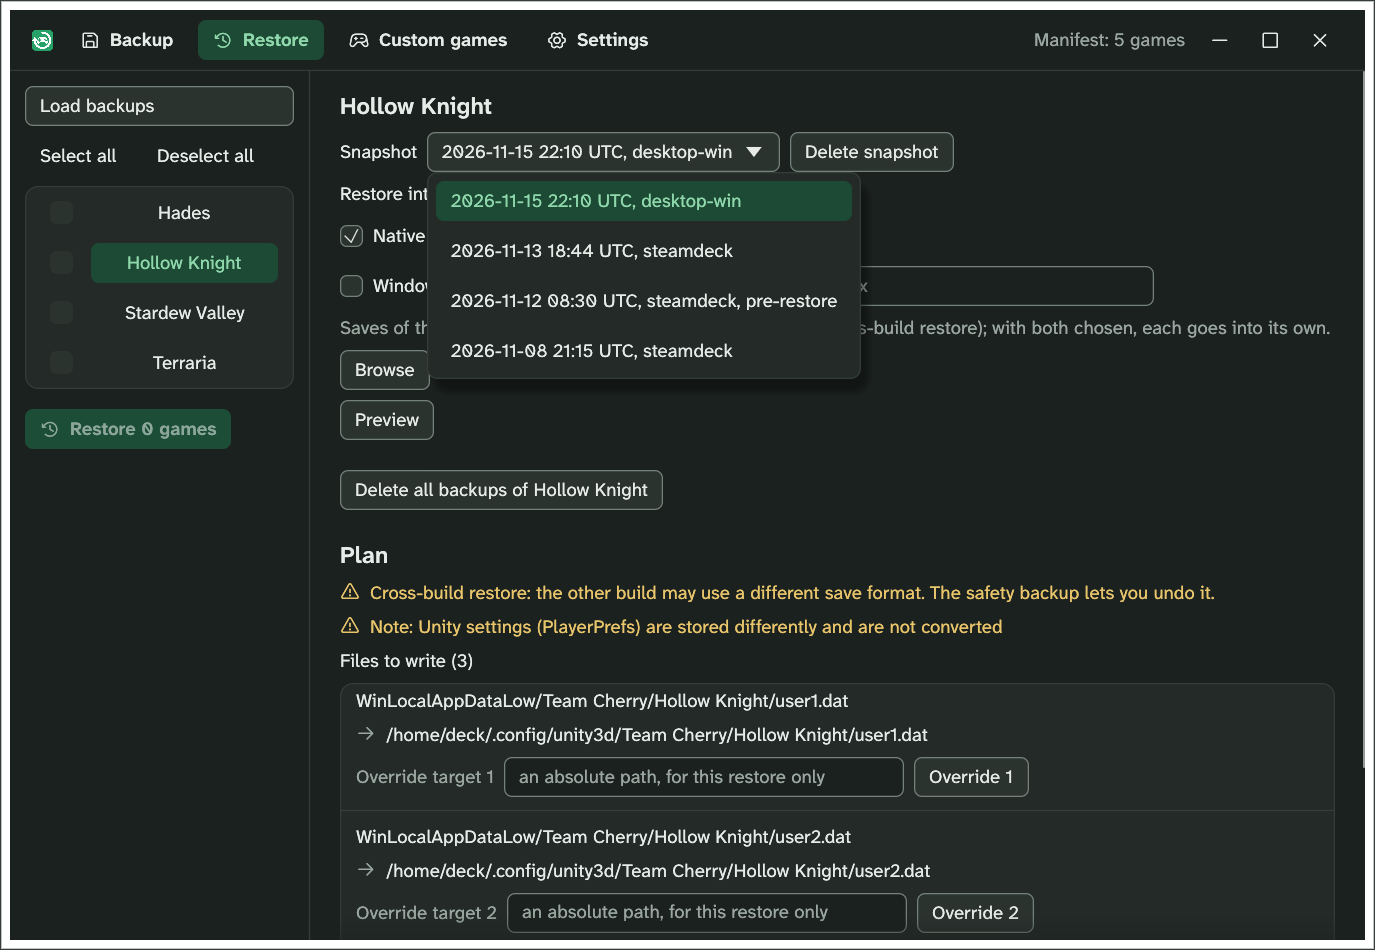 Backup
Restore
Custom games
Settings
Manifest: 5 games
Load backups
Select all
Deselect all
Hades
Hollow Knight
Stardew Valley
Terraria
Restore 0 games
Hollow Knight
Snapshot
2026-11-15 22:10 UTC, desktop-win
Delete snapshot
Restore int
2026-11-15 22:10 UTC, desktop-win
Native
2026-11-13 18:44 UTC, steamdeck
Window
x
2026-11-12 08:30 UTC, steamdeck, pre-restore
Saves of th
s-build restore); with both chosen, each goes into its own.
2026-11-08 21:15 UTC, steamdeck
Browse
Preview
Delete all backups of Hollow Knight
Plan
Cross-build restore: the other build may use a different save format. The safety backup lets you undo it.
Note: Unity settings (PlayerPrefs) are stored differently and are not converted
Files to write (3)
WinLocalAppDataLow/Team Cherry/Hollow Knight/user1.dat
→ /home/deck/.config/unity3d/Team Cherry/Hollow Knight/user1.dat
Override target 1
an absolute path, for this restore only
Override 1
WinLocalAppDataLow/Team Cherry/Hollow Knight/user2.dat
→ /home/deck/.config/unity3d/Team Cherry/Hollow Knight/user2.dat
Override target 2
an absolute path, for this restore only
Override 2